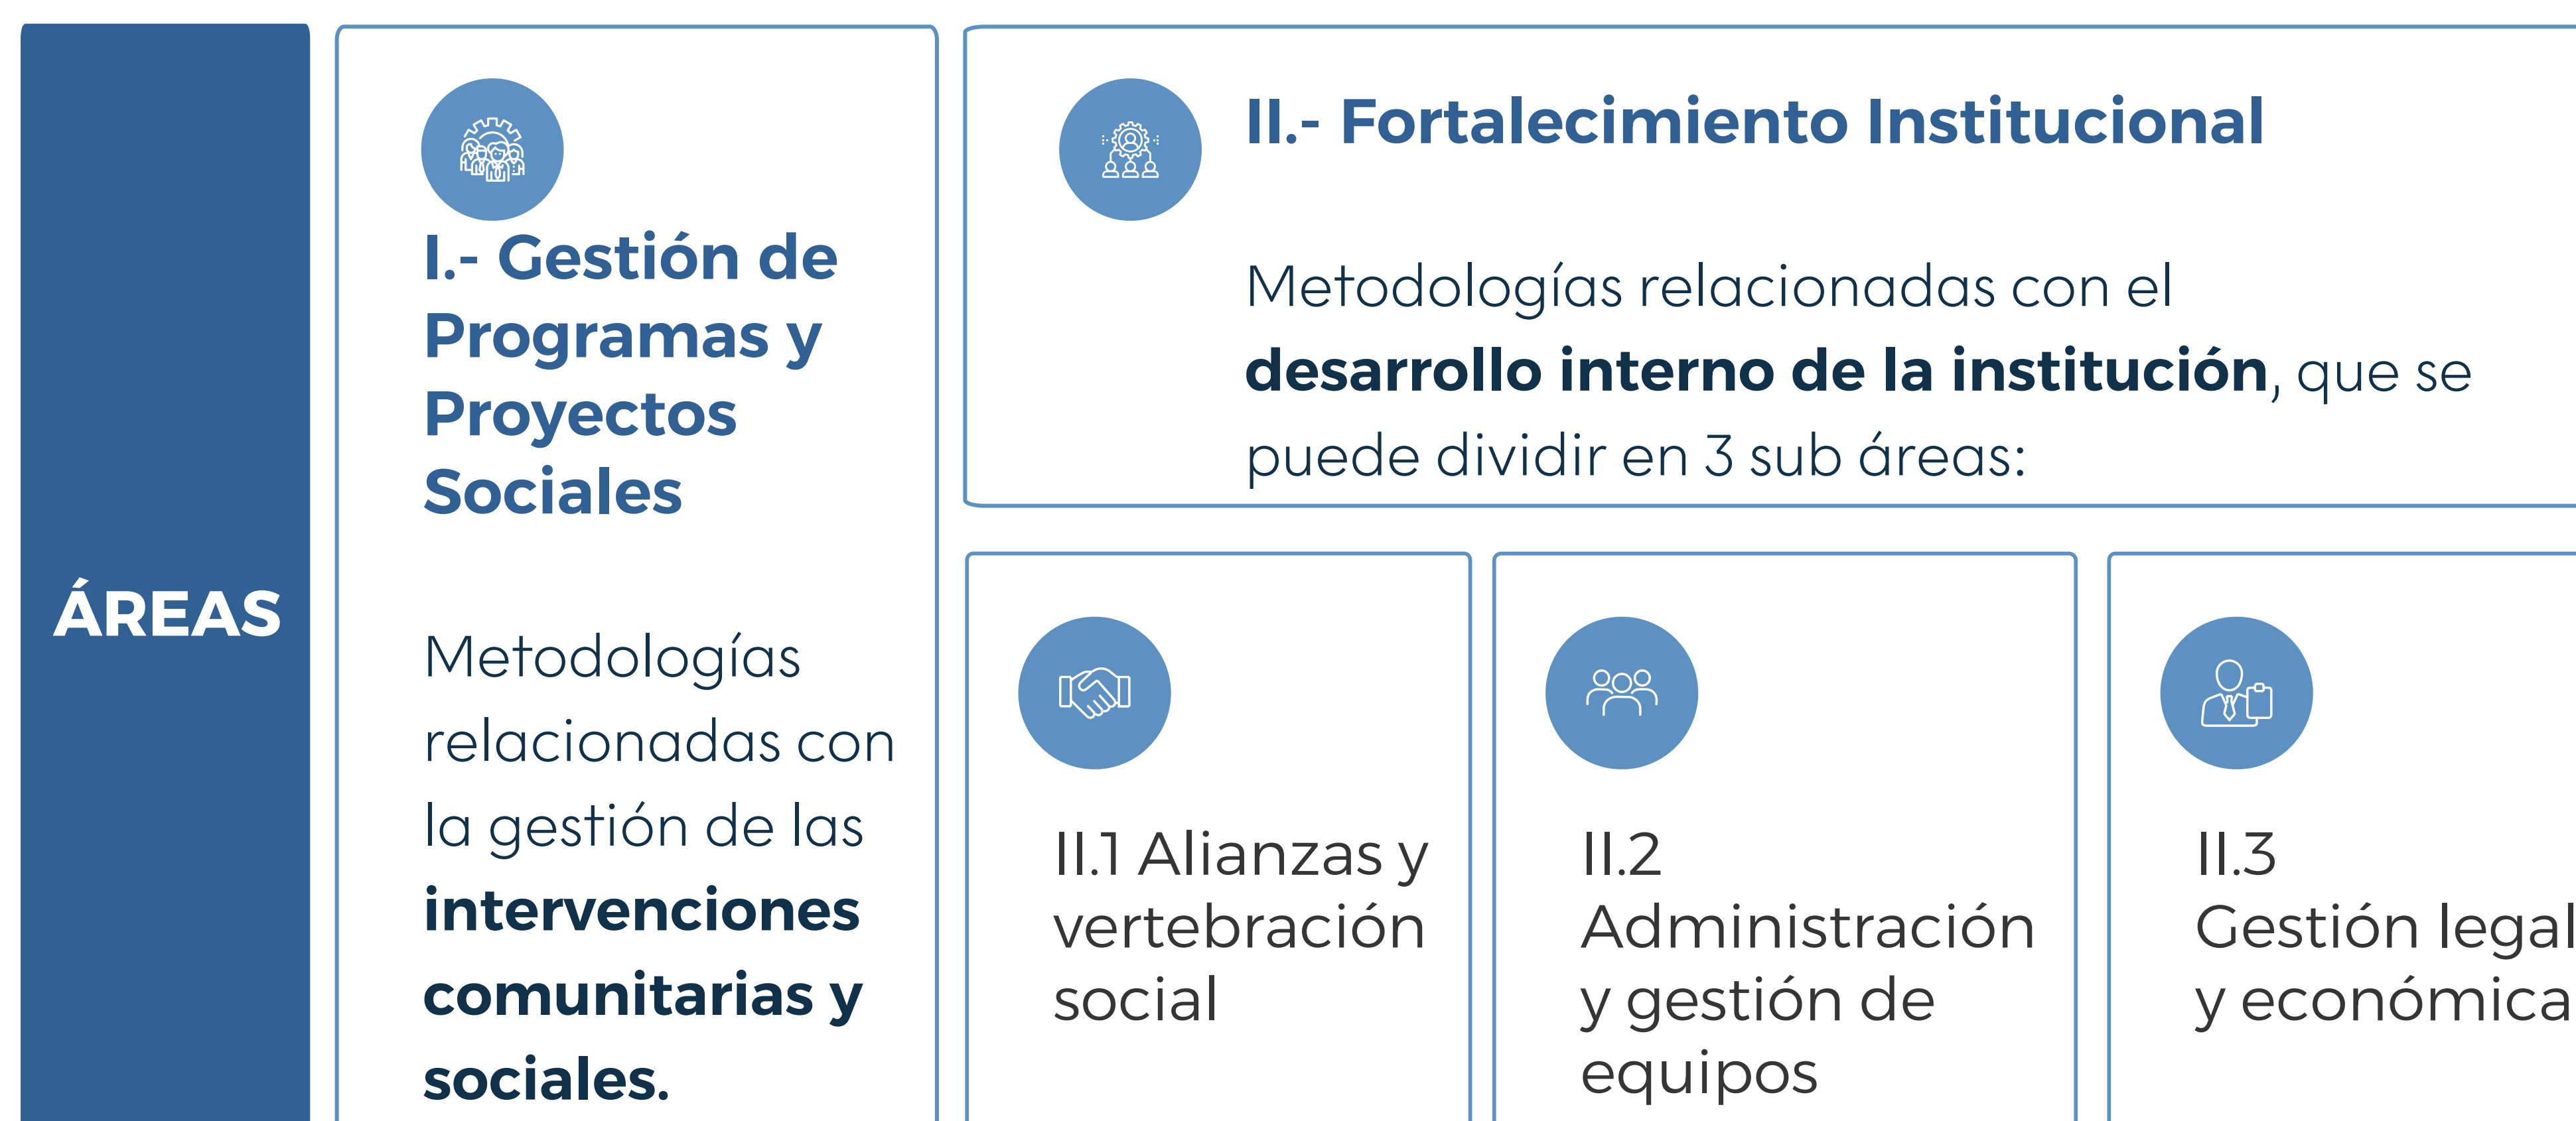 ÁREAS
I.- Gestión de
Programas y
Proyectos
Sociales
Metodologías
relacionadas con
la gestión de las
intervenciones
comunitarias y
sociales.
II.- Fortalecimiento Institucional
Metodologías relacionadas con el
desarrollo interno de la institución, que se
puede dividir en 3 sub áreas:
II.1 Alianzas y
vertebración
social
II.2
Administración
y gestión de
equipos
II.3
Gestión legal
y económica